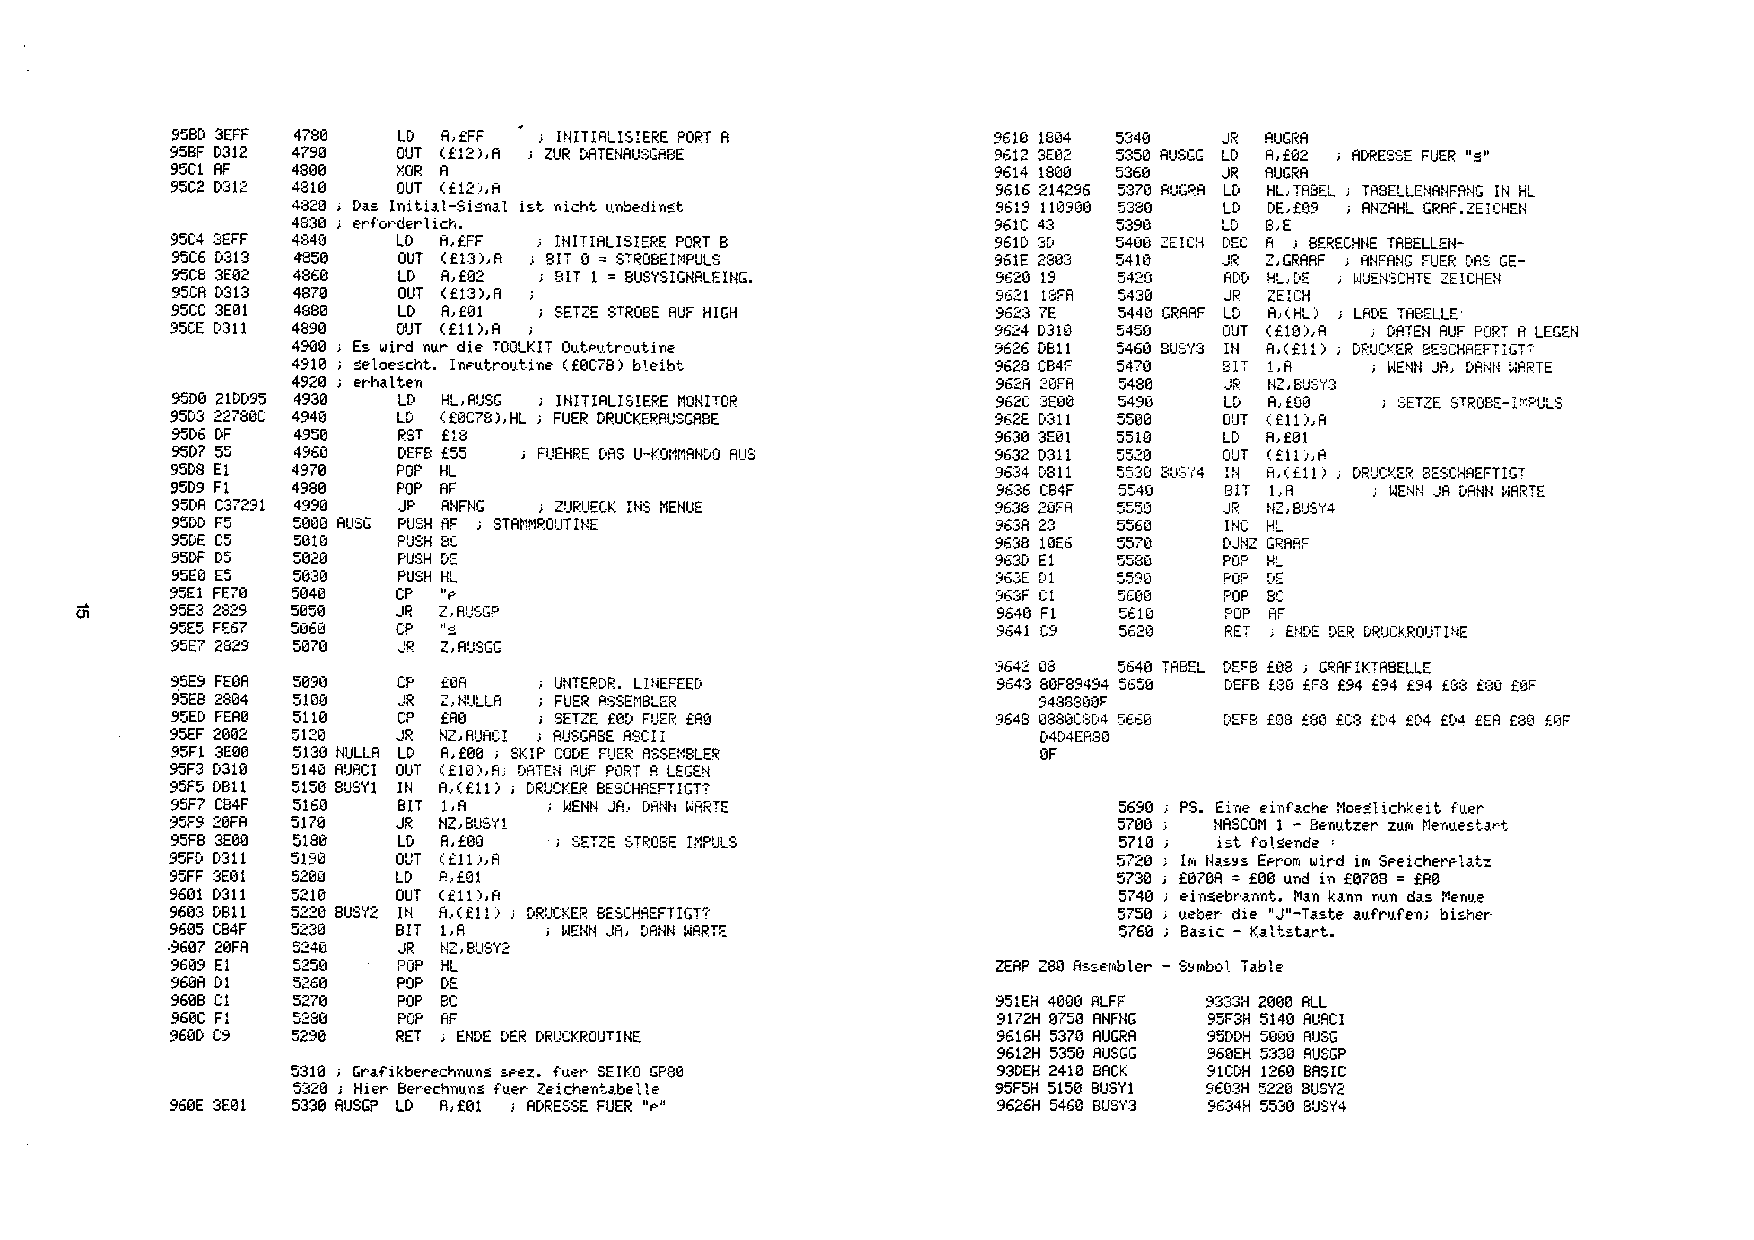 95BD 3EFF 4780 LD A,£FF ; INITIALISIERE PORT A
95BF D312 4790 OUT (£12),A ; ZUR DATENAUSGABE
95C1 AF 4800 XOR A
95C2 D312 4810 OUT (£12),A
4820 ; Das Initial-Signal ist nicht unbedingt
4830 ; erforderlich.
95C4 3EFF 4840 LD A,£FF ; INITIALISIERE PORT B
95C6 D313 4850 OUT (£13),A ; BIT 0 = STROBEIMPULS
95C8 3E02 4860 LD A,£02 ; BIT 1 = BUSYSIGNALEING.
95CA D313 4870 OUT (£13),A ;
95CC 3E01 4880 LD A,£01 ; SETZE STROBE AUF HIGH
95CE D311 4890 OUT (£11),A ;
4900 ; Es wird nur die TOOLKIT Outputroutine
4910 ; geloescht. Inputroutine (£0C78) bleibt
4920 ; erhalten
95D0 21DD95 4930 LD HL,AUSG ; INITIALISIERE MONITOR
95D3 22780C 4940 LD (£0C78),HL ; FUER DRUCKERAUSGABE
95D6 DF 4950 RST £18
95D7 55 4960 DEFB £55 ; FUEHRE DAS U-KOMMANDO AUS
95D8 E1 4970 POP HL
95D9 F1 4980 POP AF
95DA C37291 4990 JP ANFNG ; ZURUECK INS MENUE
95DD F5 5000 AUSG PUSH AF ; STAMMROUTINE
95DE C5 5010 PUSH BC
95DF D5 5020 PUSH DE
95E0 E5 5030 PUSH HL
95E1 FE70 5040 CP "p
95E3 2829 5050 JR Z,AUSGP
95E5 FE67 5060 CP "g
95E7 2829 5070 JR Z,AUSGG
95E9 FE0A 5090 CP £0A ; UNTERDR. LINEFEED
95EB 2804 5100 JR Z,NULLA ; FUER ASSEMBLER
95ED FEA0 5110 CP £A0 ; SETZE £0D FUER £A0
95EF 2002 5120 JR NZ,AUACI ; AUSGABE ASCII
95F1 3E00 5130 NULLA LD A,£00 ; SKIP CODE FUER ASSEMBLER
95F3 D310 5140 AUACI OUT (£10),A; DATEN AUF PORT A LEGEN
95F5 DB11 5150 BUSY1 IN A,(£11) ; DRUCKER BESCHAEFTIGT?
95F7 CB4F 5160 BIT 1,A ; WENN JA, DANN WARTE
95F9 20FA 5170 JR NZ,BUSY1
95FB 3E00 5180 LD A,£00 ; SETZE STROBE IMPULS
95FD D311 5190 OUT (£11),A
95FF 3E01 5200 LD A,£01
9601 D311 5210 OUT (£11),A
9603 DB11 5220 BUSY2 IN A,(£11) ; DRUCKER BESCHAEFTIGT?
9605 CB4F 5230 BIT 1,A ; WENN JA, DANN WARTE
9607 20FA 5240 JR NZ,BUSY2
9609 E1 5250 POP HL
960A D1 5260 POP DE
960B C1 5270 POP BC
960C F1 5280 POP AF
960D C9 5290 RET ; ENDE DER DRUCKROUTINE
5310 ; Grafikberechnung spez. fuer SEIKO GP80
5320 ; Hier Berechnung fuer Zeichentabelle
960E 3E01 5330 AUSGP LD A,£01 ; ADRESSE FUER "p"
15
9610 1804 5340 JR AUGRA
9612 3E02 5350 AUSGG LD A,£02 ; ADRESSE FUER "g"
9614 1800 5360 JR AUGRA
9616 214296 5370 AUGRA LD HL,TABEL ; TABELLENANFANG IN HL
9619 110900 5380 LD DE,£09 ; ANZAHL GRAF.ZEICHEN
961C 43 5390 LD B,E
961D 3D 5400 ZEICH DEC A ; BERECHNE TABELLEN-
961E 2803 5410 JR Z,GRAAF ; ANFANG FUER DAS GE-
9620 19 5420 ADD HL,DE ; WUENSCHTE ZEICHEN
9621 18FA 5430 JR ZEICH
9623 7E 5440 GRAAF LD A,(HL) ; LADE TABELLE
9624 D310 5450 OUT (£10),A ; DATEN AUF PORT A LEGEN
9626 DB11 5460 BUSY3 IN A,(£11) ; DRUCKER BESCHAEFTIGT?
9628 CB4F 5470 BIT 1,A ; WENN JA, DANN WARTE
962A 20FA 5480 JR NZ,BUSY3
962C 3E00 5490 LD A,£00 ; SETZE STROBE-IMPULS
962E D311 5500 OUT (£11),A
9630 3E01 5510 LD A,£01
9632 D311 5520 OUT (£11),A
9634 DB11 5530 BUSY4 IN A,(£11) ; DRUCKER BESCHAEFTIGT
9636 CB4F 5540 BIT 1,A ; WENN JA DANN WARTE
9638 20FA 5550 JR NZ,BUSY4
963A 23 5560 INC HL
963B 10E6 5570 DJNZ GRAAF
963D E1 5580 POP HL
963E D1 5590 POP DE
963F C1 5600 POP BC
9640 F1 5610 POP AF
9641 C9 5620 RET ; ENDE DER DRUCKROUTINE
9642 08 5640 TABEL DEFB £08 ; GRAFIKTABELLE
9643 80F89494 5650 DEFB £80 £F8 £94 £94 £94 £88 £80 £0F
9488800F
964B 0880C8D4 5660 DEFB £08 £80 £C8 £D4 £D4 £D4 £EA £80 £0F
D4D4EA80
0F
5690 ; PS. Eine einfache Moeglichkeit fuer
5700 ; NASCOM 1 - Benutzer zum Menuestart
5710 ; ist folgende :
5720 ; Im Nasys Eprom wird im Speicherplatz
5730 ; £070A = £00 und in £070B = £A0
5740 ; eingebrannt. Man kann nun das Menue
5750 ; ueber die "J"-Taste aufrufen; bisher
5760 ; Basic - Kaltstart.
ZEAP Z80 Assembler - Symbol Table
951EH 4000 ALFF 9333H 2000 ALL
9172H 0750 ANFNG 95F3H 5140 AUACI
9616H 5370 AUGRA 95DDH 5000 AUSG
9612H 5350 AUSGG 960EH 5330 AUSGP
93DEH 2410 BACK 91CDH 1260 BASIC
95F5H 5150 BUSY1 9603H 5220 BUSY2
9626H 5460 BUSY3 9634H 5530 BUSY4